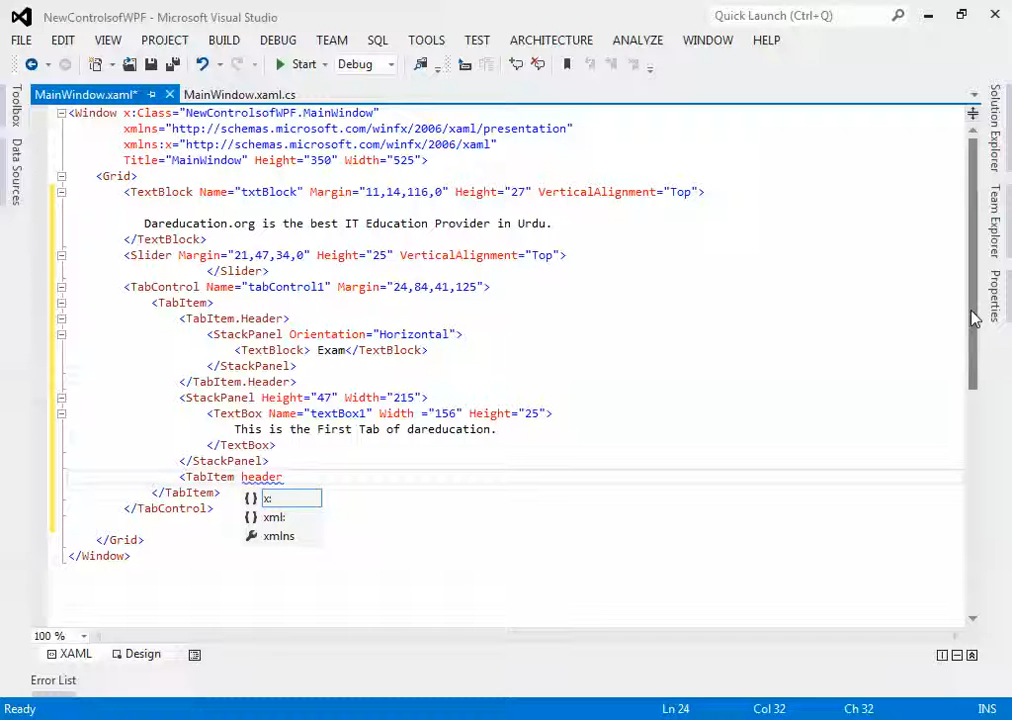 NewControlsofWPF - Microsoft Visual Studio
Quick Launch (Ctrl+Q)
FILE EDIT VIEW PROJECT BUILD DEBUG TEAM SQL TOOLS TEST ARCHITECTURE ANALYZE WINDOW HELP
Start Debug
MainWindow.xaml* MainWindow.xaml.cs
Toolbox
Data Sources
Solution Explorer
Team Explorer
Properties
<Window x:Class="NewControlsofWPF.MainWindow"
xmlns="http://schemas.microsoft.com/winfx/2006/xaml/presentation"
xmlns:x="http://schemas.microsoft.com/winfx/2006/xaml"
Title="MainWindow" Height="350" Width="525">
<Grid>
<TextBlock Name="txtBlock" Margin="11,14,116,0" Height="27" VerticalAlignment="Top">
Dareducation.org is the best IT Education Provider in Urdu.
</TextBlock>
<Slider Margin="21,47,34,0" Height="25" VerticalAlignment="Top">
</Slider>
<TabControl Name="tabControl1" Margin="24,84,41,125">
<TabItem>
<TabItem.Header>
<StackPanel Orientation="Horizontal">
<TextBlock> Exam</TextBlock>
</StackPanel>
</TabItem.Header>
<StackPanel Height="47" Width="215">
<TextBox Name="textBox1" Width ="156" Height="25">
This is the First Tab of dareducation.
</TextBox>
</StackPanel>
<TabItem header
</TabItem>
</TabControl>
</Grid>
</Window>
x:
xml:
xmlns
100 %
XAML Design
Error List
Ready Ln 24 Col 32 Ch 32 INS